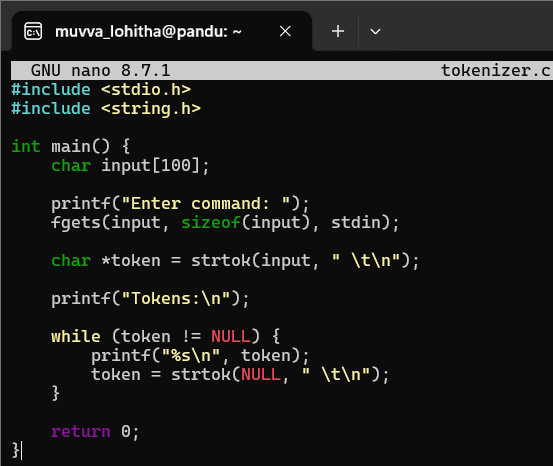 muvva_lohitha@pandu: ~
GNU nano 8.7.1 tokenizer.c
#include <stdio.h>
#include <string.h>
int main() {
    char input[100];
    printf("Enter command: ");
    fgets(input, sizeof(input), stdin);
    char *token = strtok(input, " \t\n");
    printf("Tokens:\n");
    while (token != NULL) {
        printf("%s\n", token);
        token = strtok(NULL, " \t\n");
    }
    return 0;
}